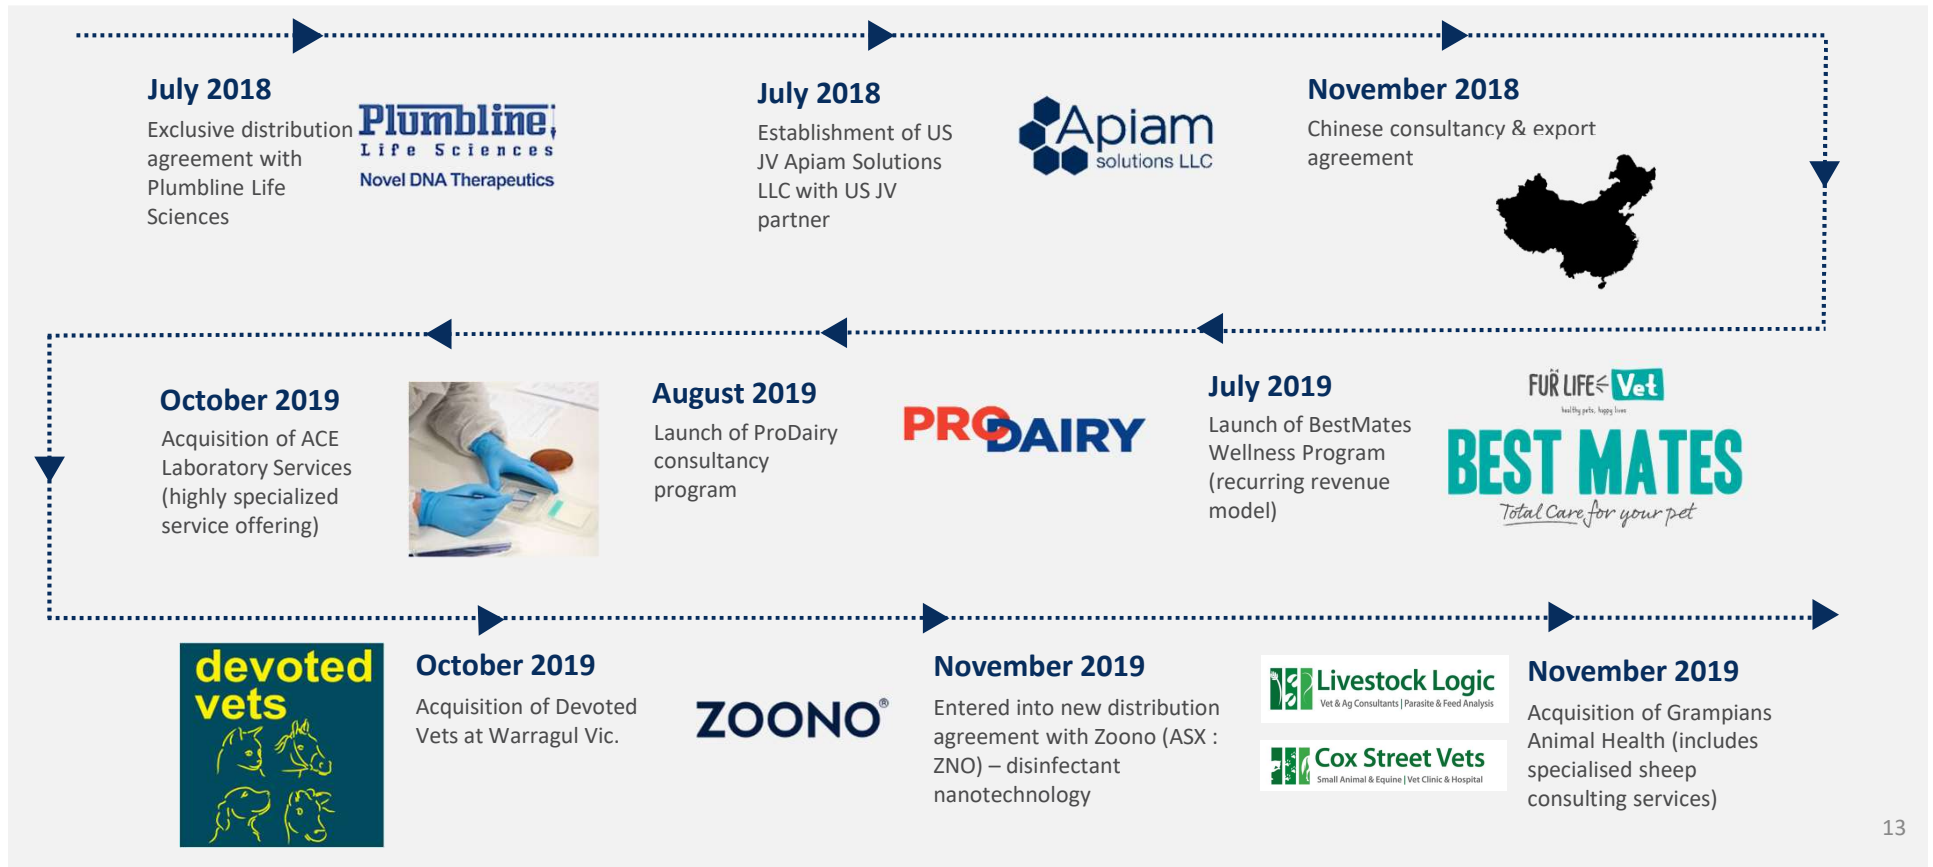 July 2018
Exclusive distribution
agreement with
Plumbline Life
Sciences
Plumbline
Life Sciences
Novel DNA Therapeutics
July 2018
Establishment of US
JV Apiam Solutions
LLC with US JV
partner
Apiam
solutions LLC
November 2018
Chinese consultancy & export
agreement
October 2019
Acquisition of ACE
Laboratory Services
(highly specialized
service offering)
August 2019
Launch of ProDairy
consultancy
program
PRODAIRY
July 2019
Launch of BestMates
Wellness Program
(recurring revenue
model)
FUR LIFE Vet
healthy pets, happy lives
BEST MATES
Total Care for your pet
devoted
vets
October 2019
Acquisition of Devoted
Vets at Warragul Vic.
ZOONO®
November 2019
Entered into new distribution
agreement with Zoono (ASX :
ZNO) – disinfectant
nanotechnology
Livestock Logic
Vet & Ag Consultants | Parasite & Feed Analysis
Cox Street Vets
Small Animal & Equine | Vet Clinic & Hospital
November 2019
Acquisition of Grampians
Animal Health (includes
specialised sheep
consulting services)
13